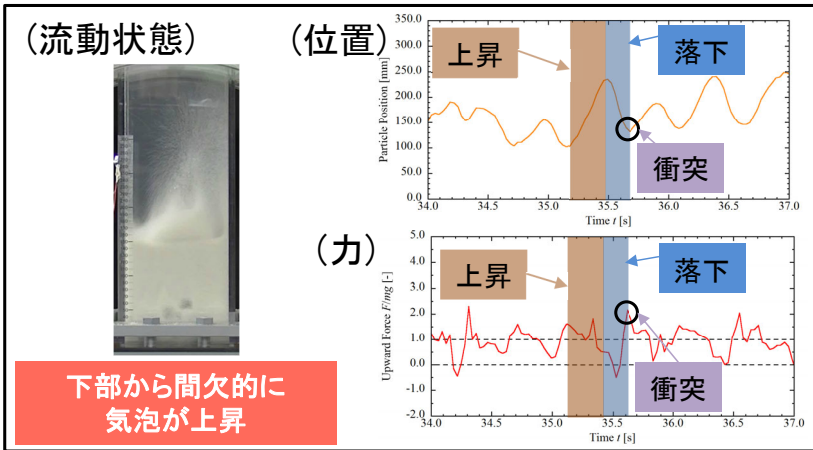 (流動状態)
(位置)
上昇
落下
衝突
Particle Position [mm]
350.0
300.0
250.0
200.0
150.0
100.0
50.0
0.0
34.0 34.5 35.0 35.5 36.0 36.5 37.0
Time t [s]
(力)
上昇
落下
衝突
Upward Force F/mg [-]
5.0
4.0
3.0
2.0
1.0
0.0
-1.0
-2.0
34.0 34.5 35.0 35.5 36.0 36.5 37.0
Time t [s]
下部から間欠的に
気泡が上昇